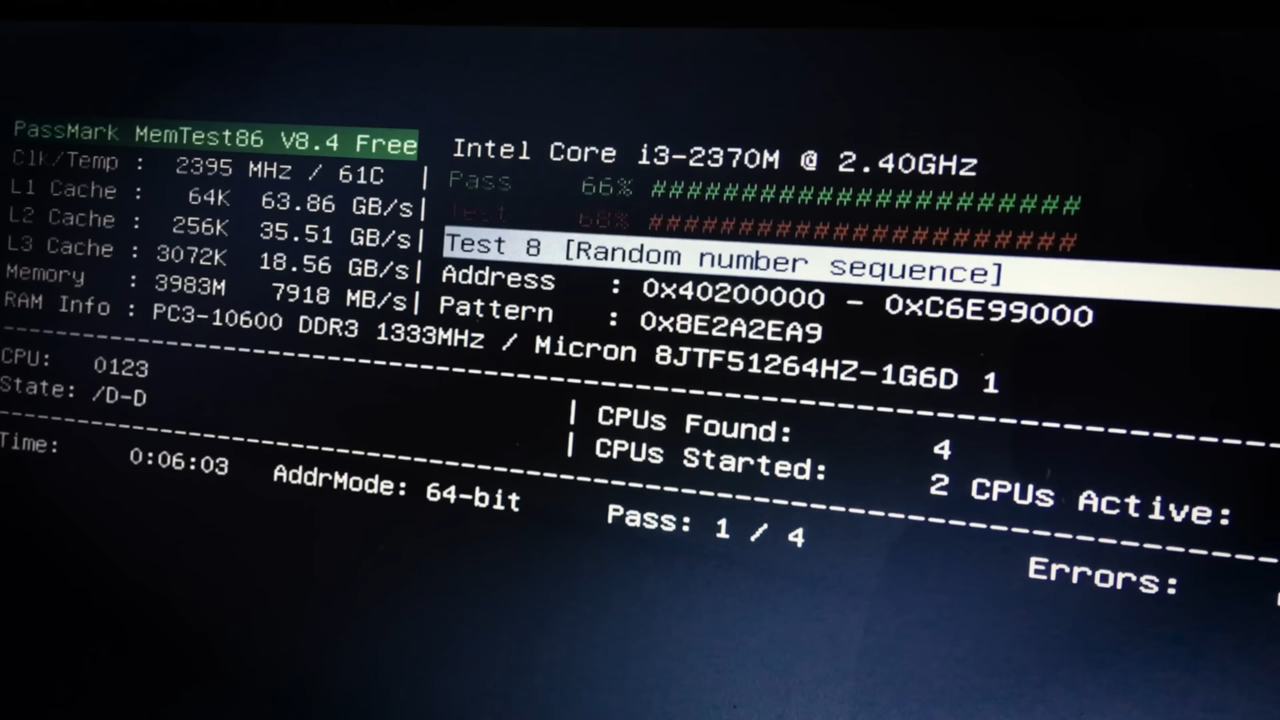 PassMark MemTest86 V8.4 Free
Intel Core i3-2370M @ 2.40GHz
Clk/Temp : 2395 MHz / 61C |
Pass 66% ########################
L1 Cache : 64K 63.86 GB/s|
Test 68% ########################
L2 Cache : 256K 35.51 GB/s|
Test 8 [Random number sequence]
L3 Cache : 3072K 18.56 GB/s|
Address : 0x40200000 - 0xC6E99000
Memory : 3983M 7918 MB/s|
Pattern : 0x8E2A2EA9
RAM Info : PC3-10600 DDR3 1333MHz / Micron 8JTF51264HZ-1G6D 1
CPU: 0123
| CPUs Found: 4
State: /D-D
| CPUs Started: 2 CPUs Active:
Time: 0:06:03 AddrMode: 64-bit Pass: 1 / 4 Errors: